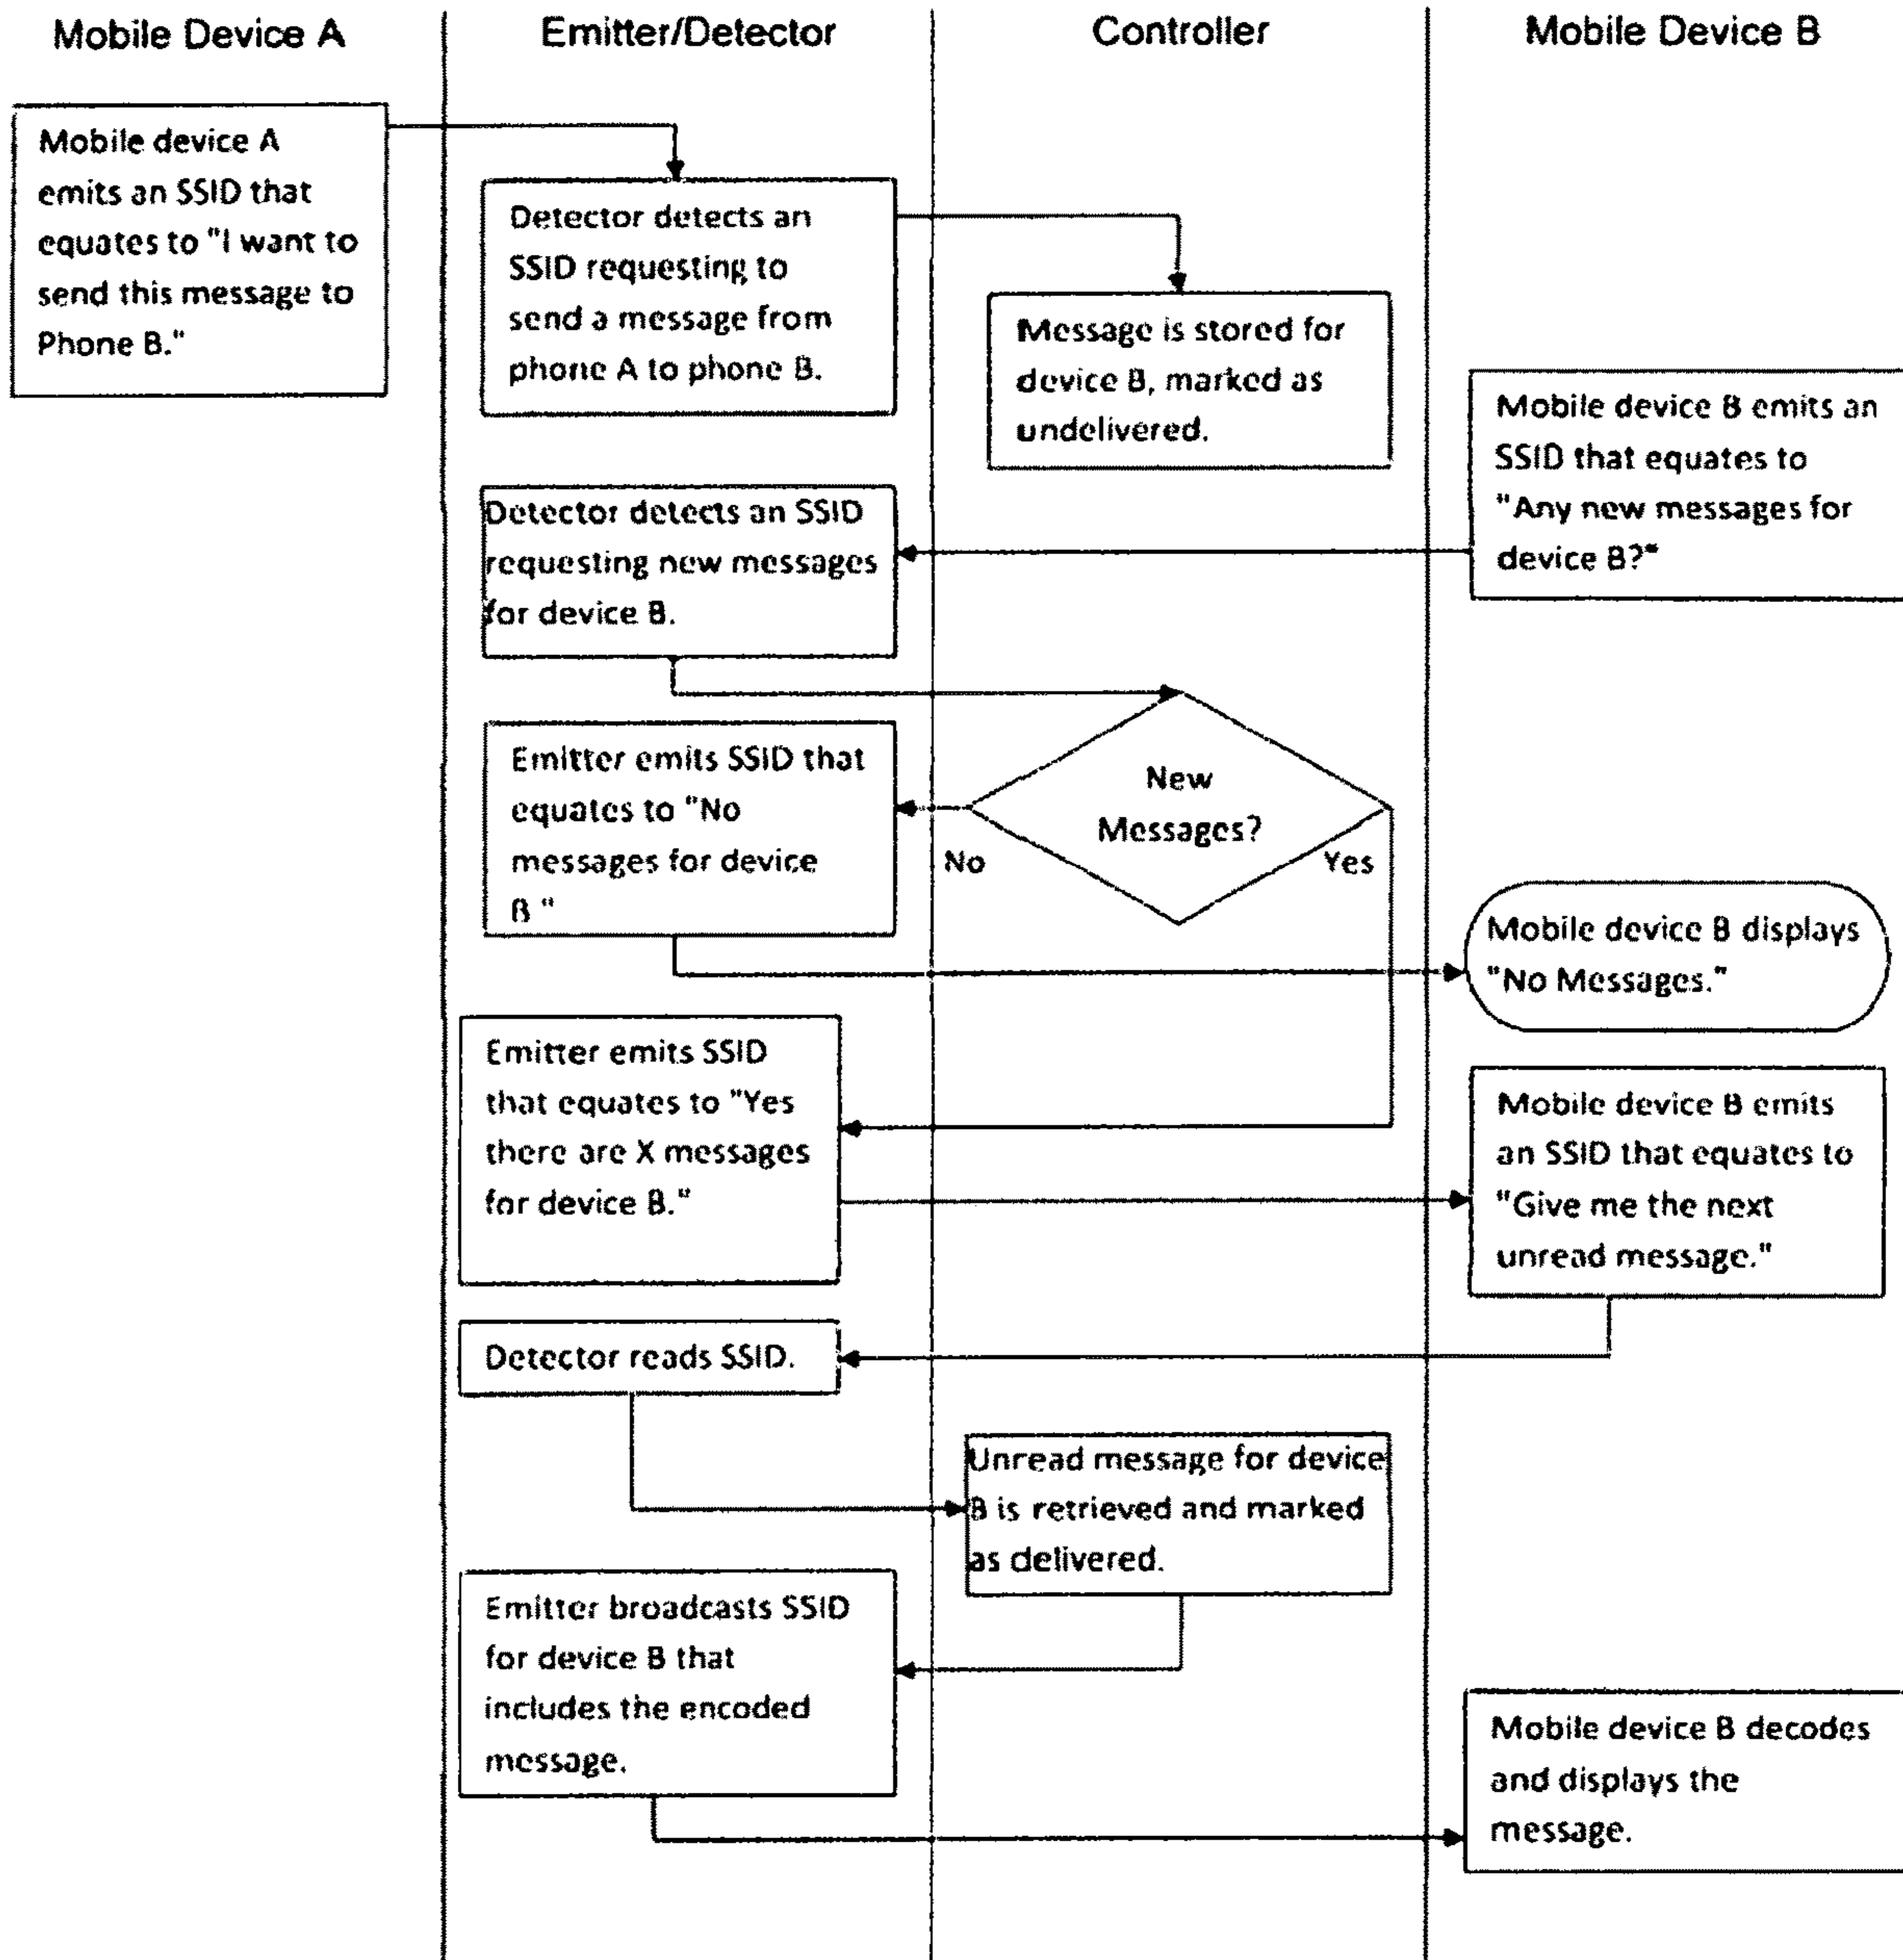 Mobile Device A
Emitter/Detector
Controller
Mobile Device B
Mobile device A
emits an SSID that
equates to "I want to
send this message to
Phone B."
Detector detects an
SSID requesting to
send a message from
phone A to phone B.
Message is stored for
device B, marked as
undelivered.
Mobile device B emits an
SSID that equates to
"Any new messages for
device B?"
Detector detects an SSID
requesting new messages
for device B.
New
Messages?
No
Yes
Emitter emits SSID that
equates to "No
messages for device
B."
Mobile device B displays
"No Messages."
Emitter emits SSID
that equates to "Yes
there are X messages
for device B."
Mobile device B emits
an SSID that equates to
"Give me the next
unread message."
Detector reads SSID.
Unread message for device
B is retrieved and marked
as delivered.
Emitter broadcasts SSID
for device B that
includes the encoded
message.
Mobile device B decodes
and displays the
message.